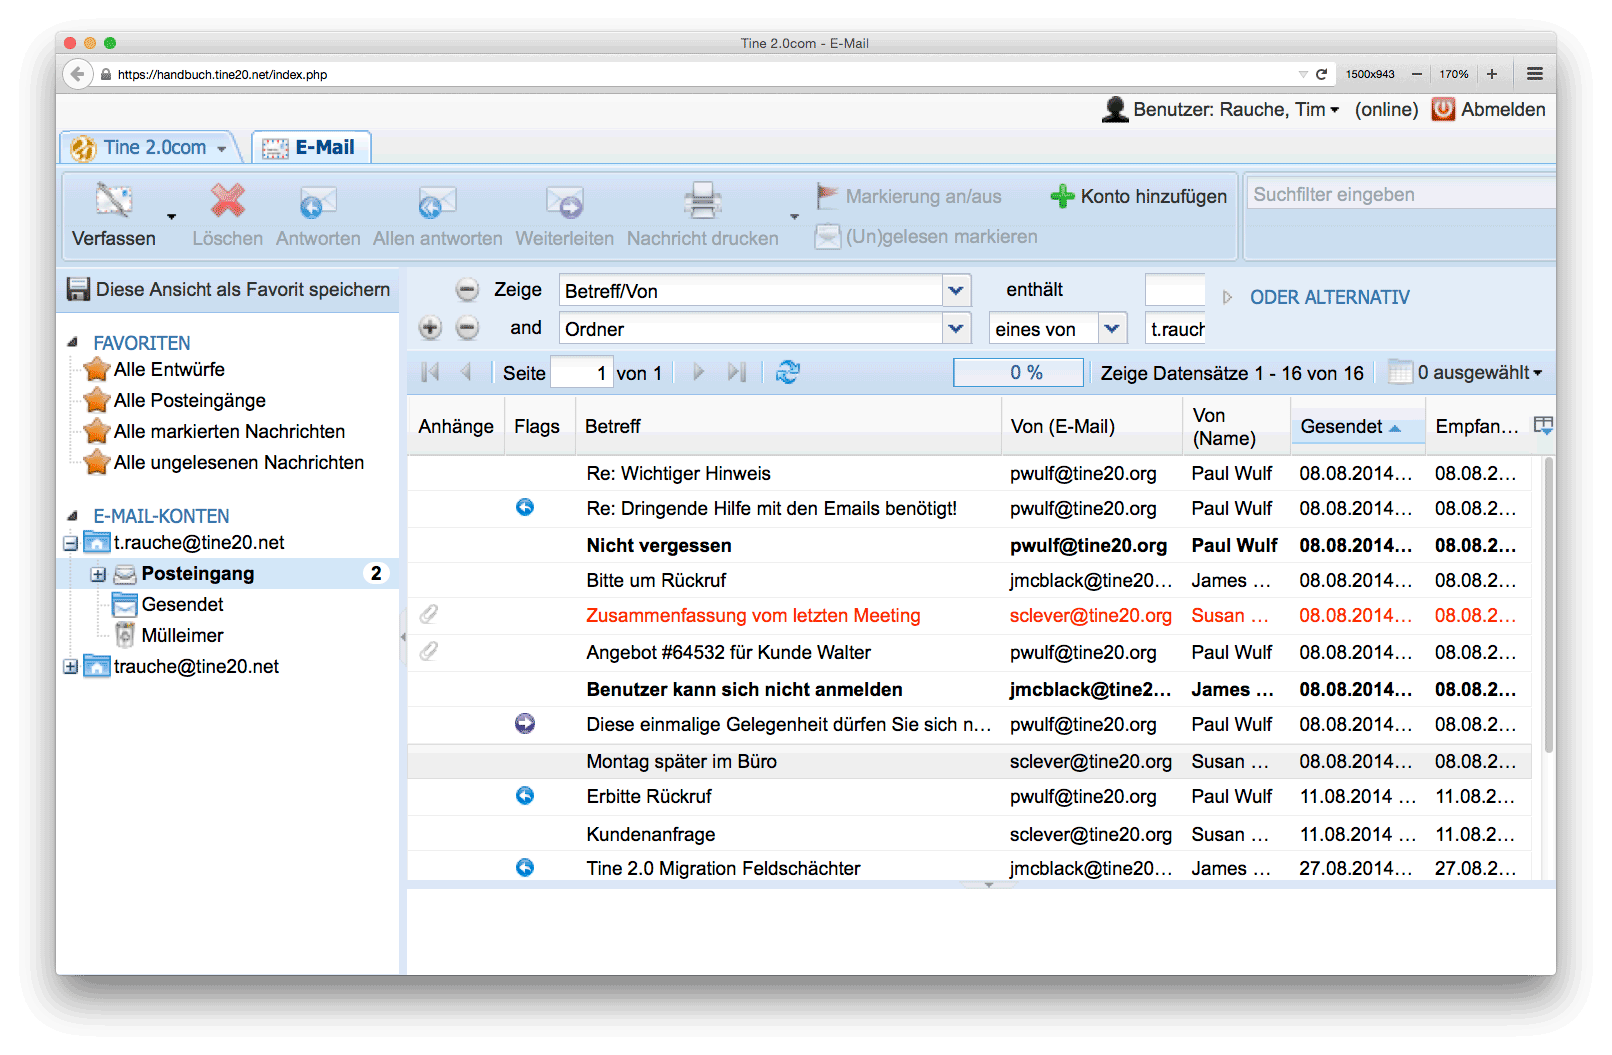 Tine 2.0com - E-Mail
https://handbuch.tine20.net/index.php
1500x943
170%
Benutzer: Rauche, Tim (online) Abmelden
Tine 2.0com
E-Mail
Verfassen
Löschen
Antworten
Allen antworten
Weiterleiten
Nachricht drucken
Markierung an/aus
(Un)gelesen markieren
Konto hinzufügen
Suchfilter eingeben
Diese Ansicht als Favorit speichern
FAVORITEN
Alle Entwürfe
Alle Posteingänge
Alle markierten Nachrichten
Alle ungelesenen Nachrichten
E-MAIL-KONTEN
t.rauche@tine20.net
Posteingang 2
Gesendet
Mülleimer
trauche@tine20.net
Zeige Betreff/Von enthält
and Ordner eines von t.rauch
ODER ALTERNATIV
Seite 1 von 1
0 %
Zeige Datensätze 1 - 16 von 16
0 ausgewählt
Anhänge Flags Betreff Von (E-Mail) Von (Name) Gesendet Empfan...
Re: Wichtiger Hinweis pwulf@tine20.org Paul Wulf 08.08.2014... 08.08.2...
Re: Dringende Hilfe mit den Emails benötigt! pwulf@tine20.org Paul Wulf 08.08.2014... 08.08.2...
Nicht vergessen pwulf@tine20.org Paul Wulf 08.08.2014... 08.08.2...
Bitte um Rückruf jmcblack@tine20... James ... 08.08.2014... 08.08.2...
Zusammenfassung vom letzten Meeting sclever@tine20.org Susan ... 08.08.2014... 08.08.2...
Angebot #64532 für Kunde Walter pwulf@tine20.org Paul Wulf 08.08.2014... 08.08.2...
Benutzer kann sich nicht anmelden jmcblack@tine2... James ... 08.08.2014... 08.08.2...
Diese einmalige Gelegenheit dürfen Sie sich n... pwulf@tine20.org Paul Wulf 08.08.2014... 08.08.2...
Montag später im Büro sclever@tine20.org Susan ... 08.08.2014... 08.08.2...
Erbitte Rückruf pwulf@tine20.org Paul Wulf 11.08.2014 ... 11.08.2...
Kundenanfrage sclever@tine20.org Susan ... 11.08.2014 ... 11.08.2...
Tine 2.0 Migration Feldschächter jmcblack@tine20... James ... 27.08.2014... 27.08.2...